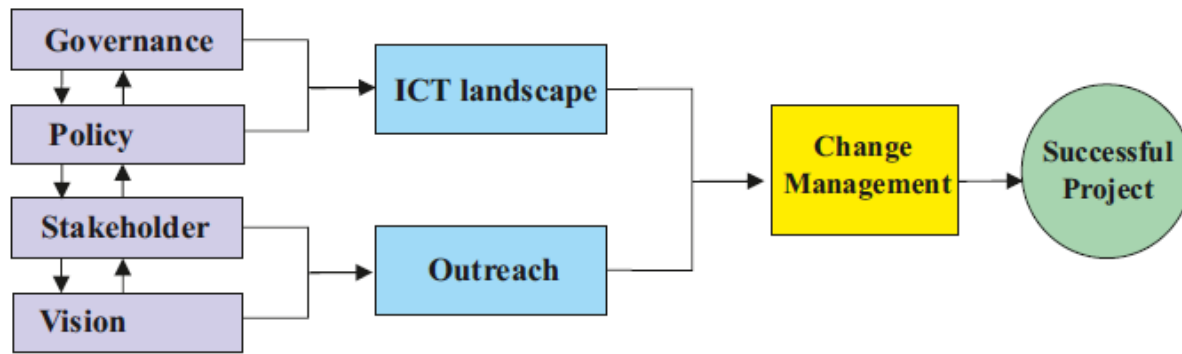 Governance
Policy
Stakeholder
Vision
ICT landscape
Outreach
Change
Management
Successful
Project